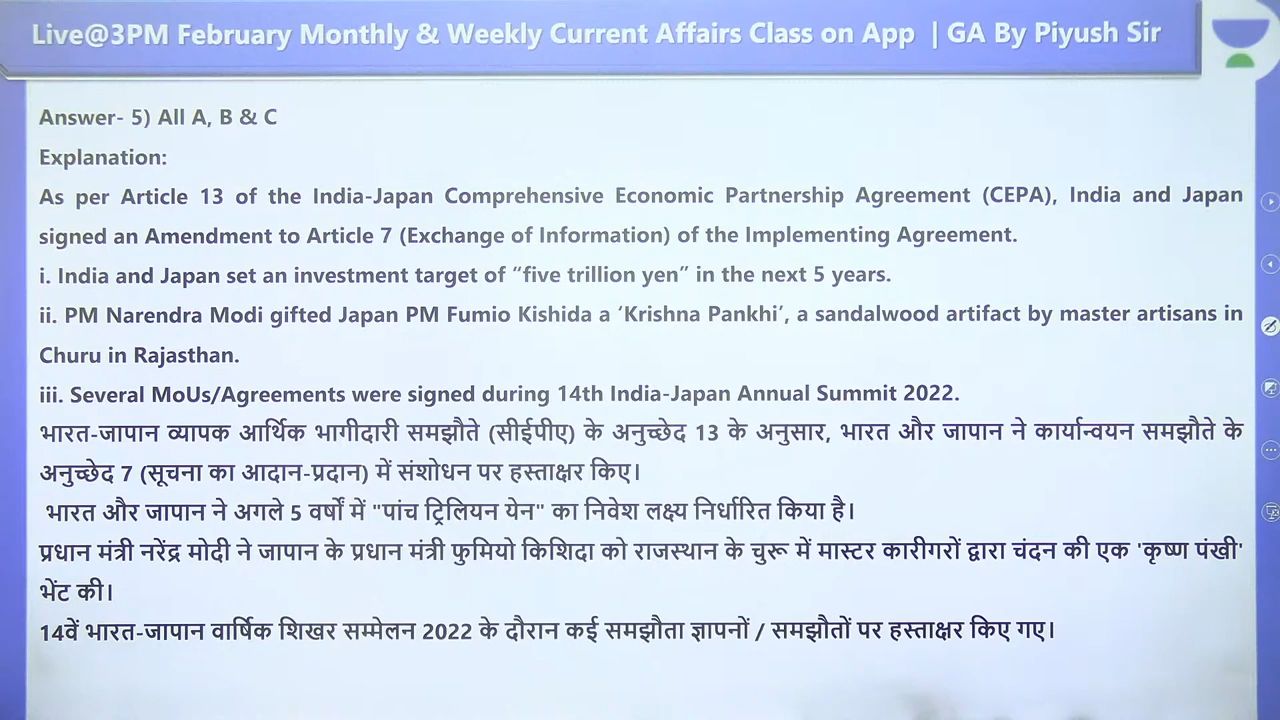 Live@3PM February Monthly & Weekly Current Affairs Class on App | GA By Piyush Sir
Answer- 5) All A, B & C
Explanation:
As per Article 13 of the India-Japan Comprehensive Economic Partnership Agreement (CEPA), India and Japan
signed an Amendment to Article 7 (Exchange of Information) of the Implementing Agreement.
i. India and Japan set an investment target of “five trillion yen” in the next 5 years.
ii. PM Narendra Modi gifted Japan PM Fumio Kishida a ‘Krishna Pankhi’, a sandalwood artifact by master artisans in
Churu in Rajasthan.
iii. Several MoUs/Agreements were signed during 14th India-Japan Annual Summit 2022.
भारत-जापान व्यापक आर्थिक भागीदारी समझौते (सीईपीए) के अनुच्छेद 13 के अनुसार, भारत और जापान ने कार्यान्वयन समझौते के
अनुच्छेद 7 (सूचना का आदान-प्रदान) में संशोधन पर हस्ताक्षर किए।
भारत और जापान ने अगले 5 वर्षों में "पांच ट्रिलियन येन" का निवेश लक्ष्य निर्धारित किया है।
प्रधान मंत्री नरेंद्र मोदी ने जापान के प्रधान मंत्री फुमियो किशिदा को राजस्थान के चुरू में मास्टर कारीगरों द्वारा चंदन की एक 'कृष्ण पंखी'
भेंट की।
14वें भारत-जापान वार्षिक शिखर सम्मेलन 2022 के दौरान कई समझौता ज्ञापनों / समझौतों पर हस्ताक्षर किए गए।